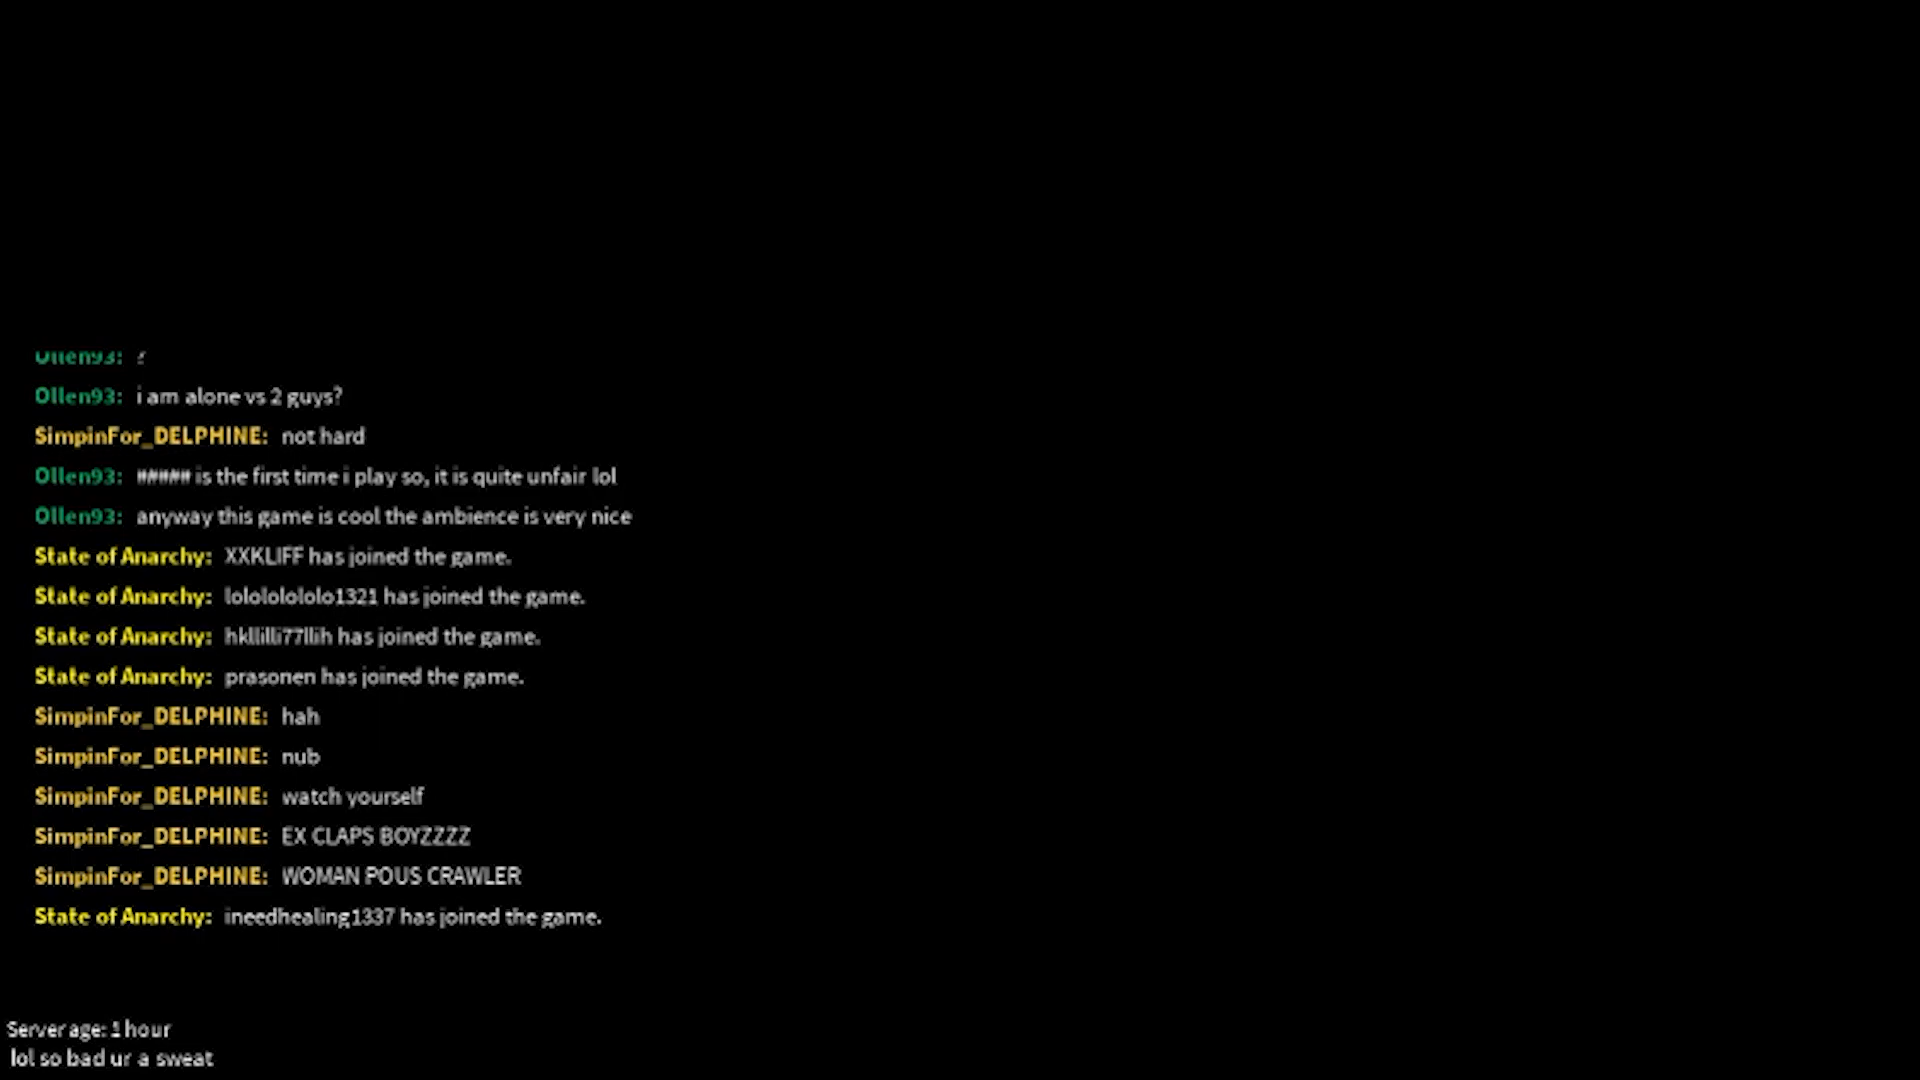 Ollen93: ?
Ollen93: i am alone vs 2 guys?
SimpinFor_DELPHINE: not hard
Ollen93: ##### is the first time i play so, it is quite unfair lol
Ollen93: anyway this game is cool the ambience is very nice
State of Anarchy: XXKLIFF has joined the game.
State of Anarchy: lolololololo1321 has joined the game.
State of Anarchy: hkllilli77llih has joined the game.
State of Anarchy: prasonen has joined the game.
SimpinFor_DELPHINE: hah
SimpinFor_DELPHINE: nub
SimpinFor_DELPHINE: watch yourself
SimpinFor_DELPHINE: EX CLAPS BOYZZZZ
SimpinFor_DELPHINE: WOMAN POUS CRAWLER
State of Anarchy: ineedhealing1337 has joined the game.
Server age: 1 hour
lol so bad ur a sweat